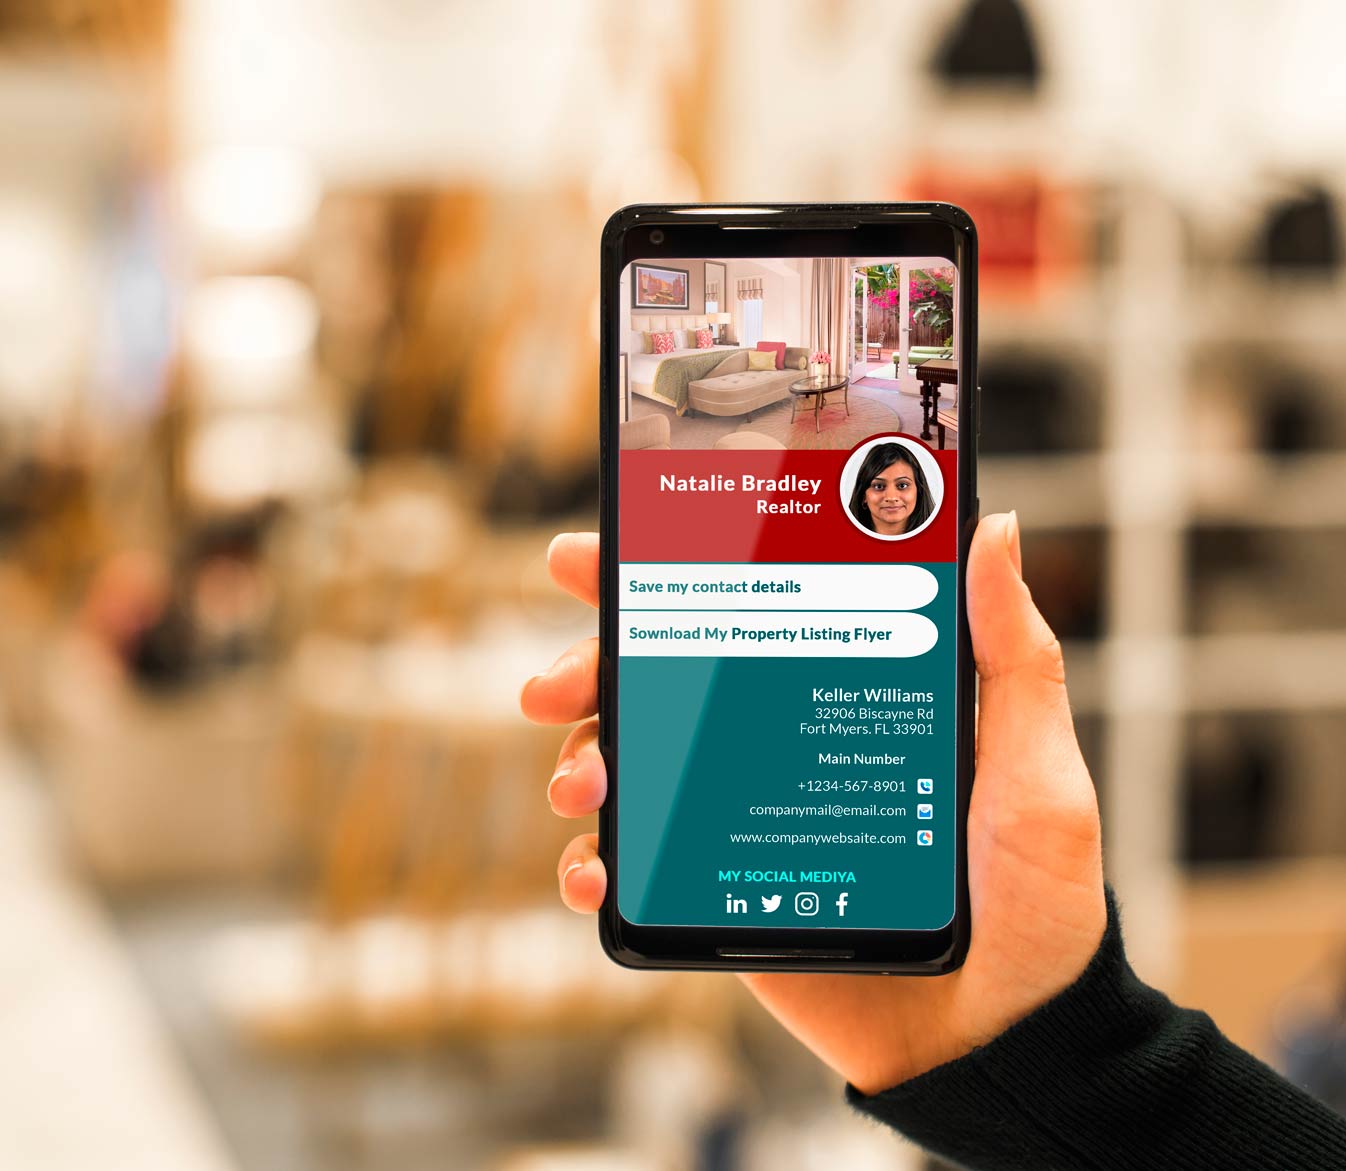 Natalie Bradley
Realtor
Save my contact details
Sownload My Property Listing Flyer
Keller Williams
32906 Biscayne Rd
Fort Myers. FL 33901
Main Number
+1234-567-8901
companymail@email.com
www.companywebsaite.com
MY SOCIAL MEDIYA
in